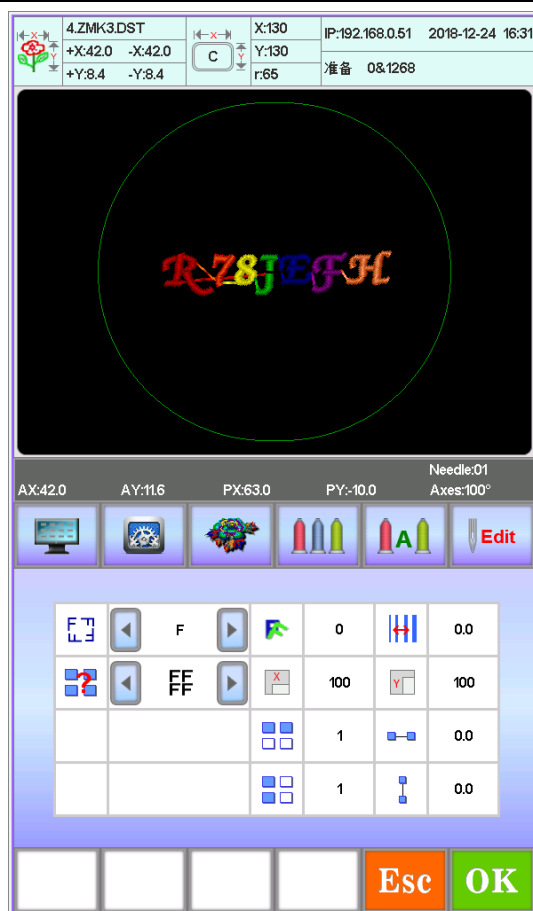 4.ZMK3.DST
X:130
IP:192.168.0.51 2018-12-24 16:31
+X:42.0 -X:42.0
C
Y:130
+Y:8.4 -Y:8.4
r:65
准备 0&1268
X
Y
X
Y
RZ8JEFH
Needle:01
AX:42.0 AY:11.6 PX:63.0 PY:-10.0 Axes:100°
A
Edit
F
F
F
F
F
F
0
0.0
?
FF
FF
X
100
Y
100
1
0.0
1
0.0
Esc
OK